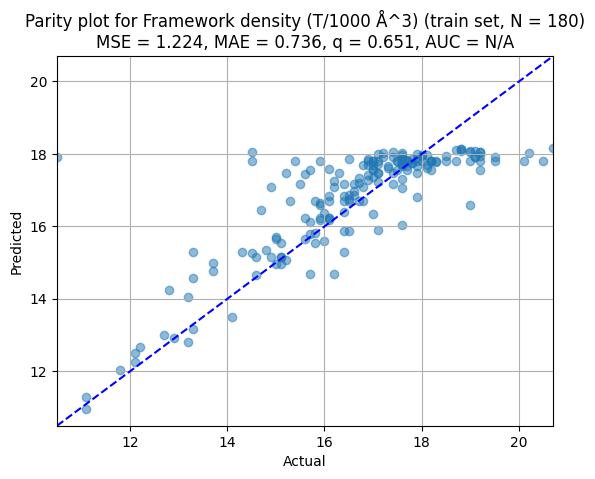 Parity plot for Framework density (T/1000 Å^3) (train set, N = 180)
MSE = 1.224, MAE = 0.736, q = 0.651, AUC = N/A
20
18
16
14
12
Predicted
12 14 16 18 20
Actual